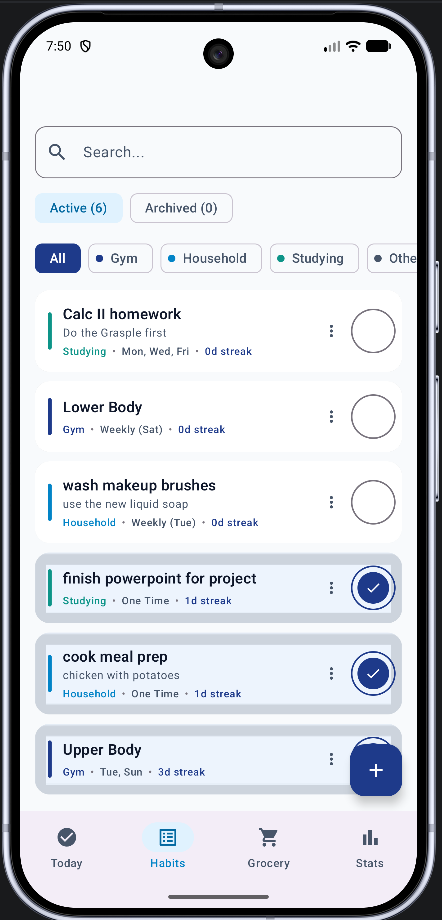 7:50
Search...
Active (6) Archived (0)
All Gym Household Studying Othe
Calc II homework
Do the Grasple first
Studying • Mon, Wed, Fri • 0d streak
Lower Body
Gym • Weekly (Sat) • 0d streak
wash makeup brushes
use the new liquid soap
Household • Weekly (Tue) • 0d streak
finish powerpoint for project
Studying • One Time • 1d streak
cook meal prep
chicken with potatoes
Household • One Time • 1d streak
Upper Body
Gym • Tue, Sun • 3d streak
+
Today Habits Grocery Stats